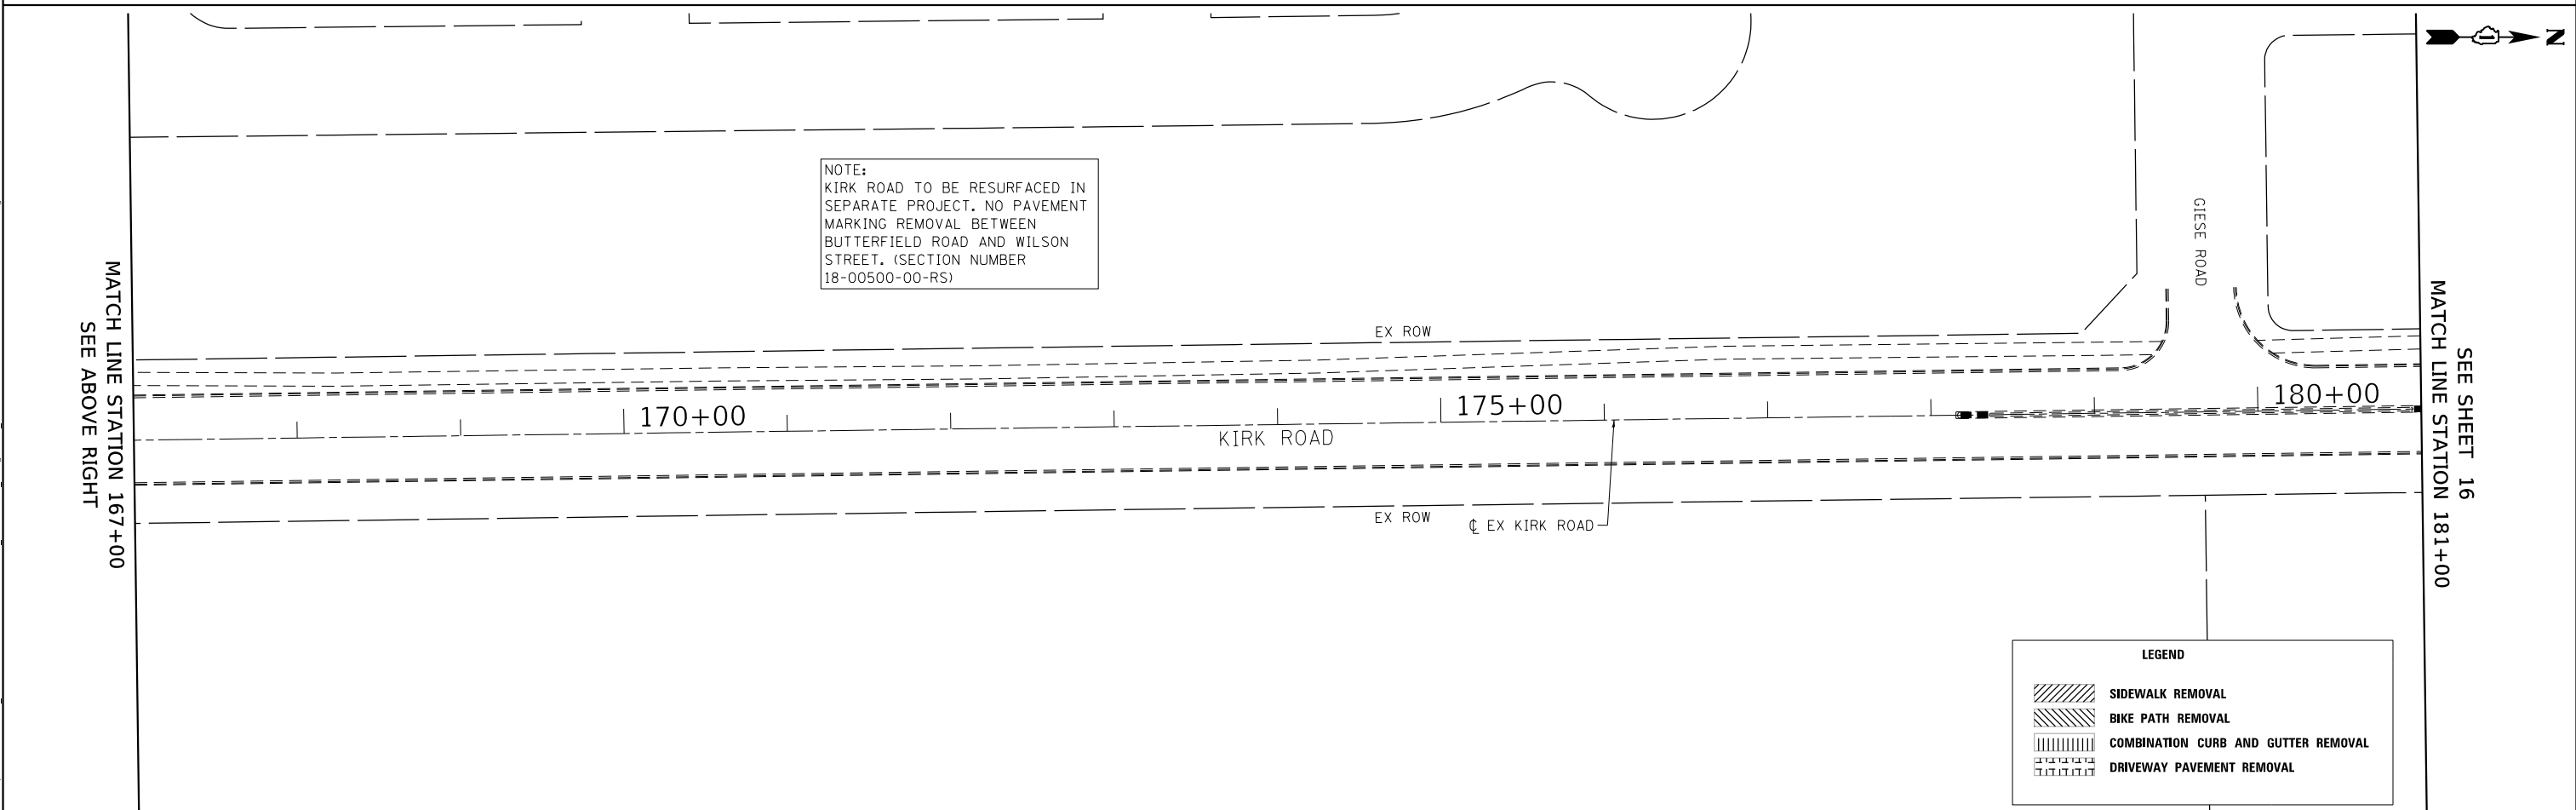 N
NOTE:
KIRK ROAD TO BE RESURFACED IN
SEPARATE PROJECT. NO PAVEMENT
MARKING REMOVAL BETWEEN
BUTTERFIELD ROAD AND WILSON
STREET. (SECTION NUMBER
18-00500-00-RS)
GIESE ROAD
MATCH LINE STATION 167+00
SEE ABOVE RIGHT
EX ROW
170+00
175+00
180+00
KIRK ROAD
EX ROW
℄ EX KIRK ROAD
SEE SHEET 16
MATCH LINE STATION 181+00
LEGEND
SIDEWALK REMOVAL
BIKE PATH REMOVAL
COMBINATION CURB AND GUTTER REMOVAL
DRIVEWAY PAVEMENT REMOVAL